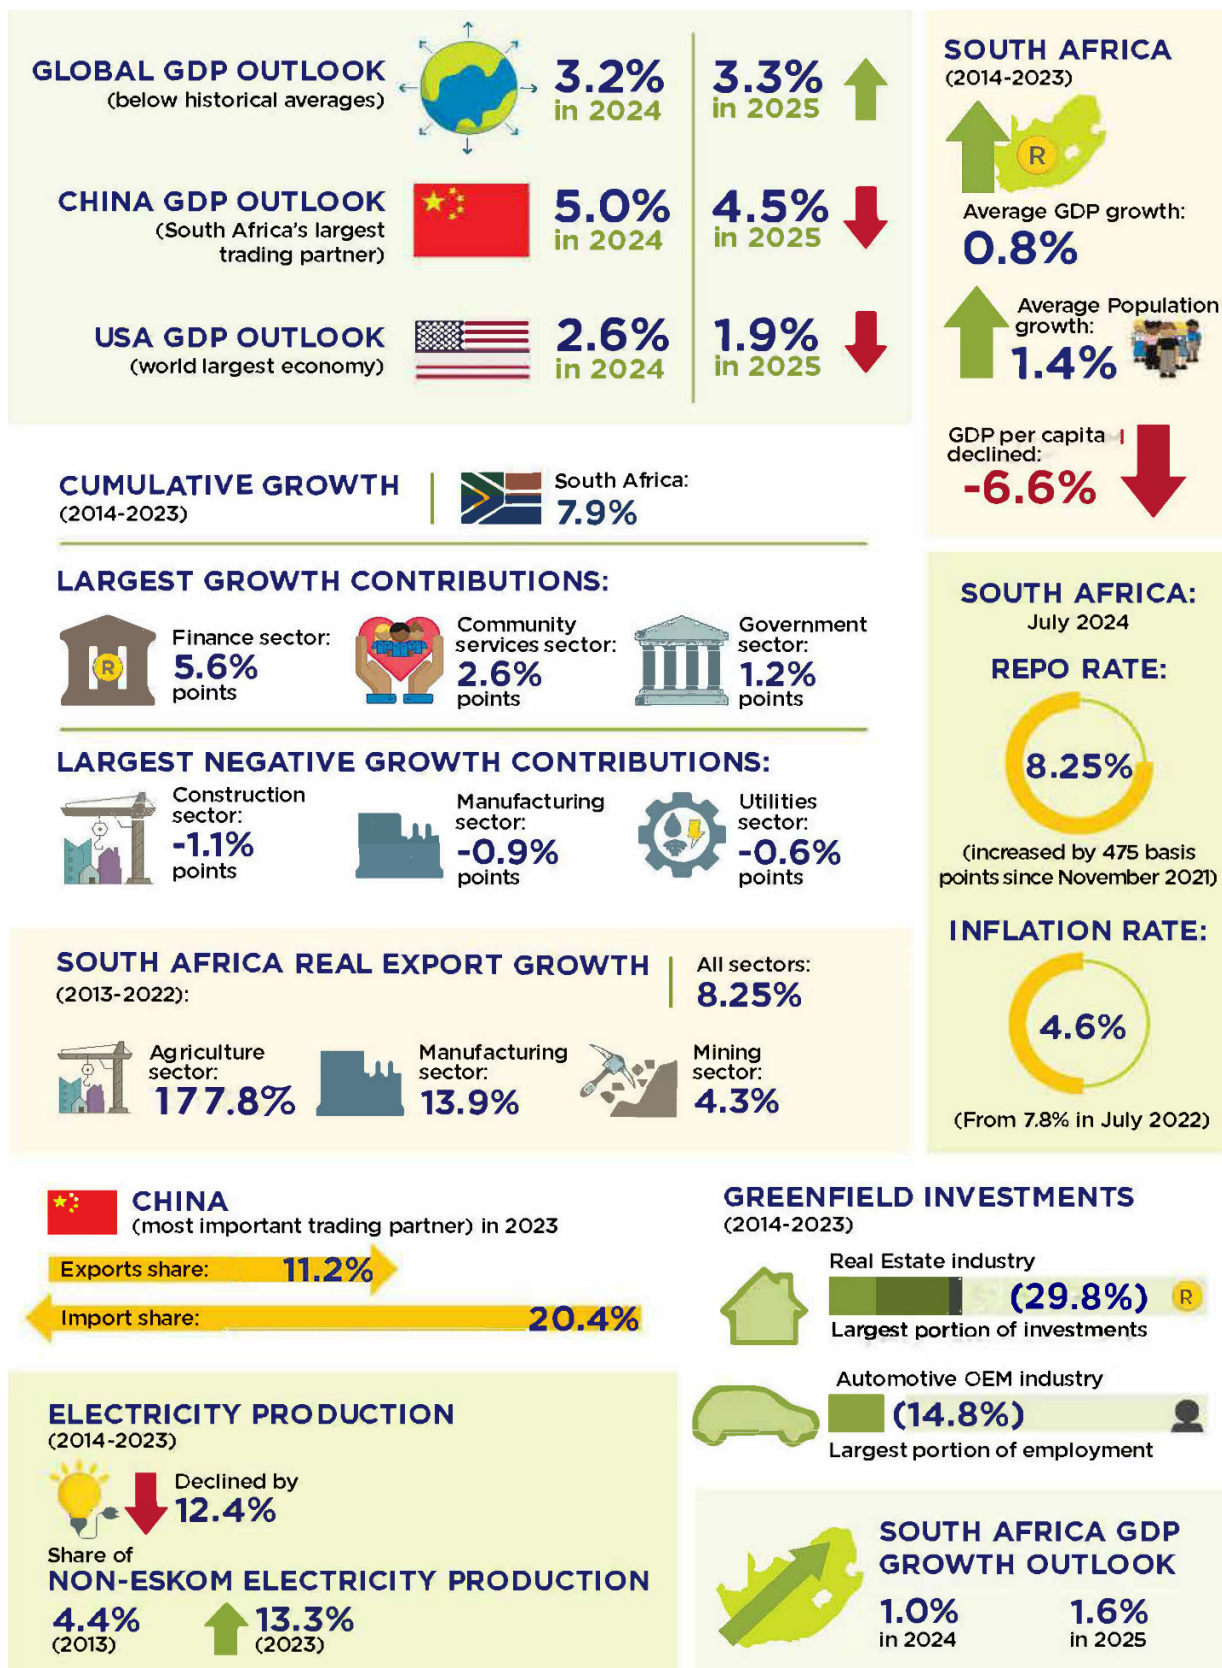 GLOBAL GDP OUTLOOK
(below historical averages)
3.2%
in 2024
3.3%
in 2025
CHINA GDP OUTLOOK
(South Africa's largest
trading partner)
5.0%
in 2024
4.5%
in 2025
USA GDP OUTLOOK
(world largest economy)
2.6%
in 2024
1.9%
in 2025
SOUTH AFRICA
(2014-2023)
R
Average GDP growth:
0.8%
Average Population
growth:
1.4%
GDP per capita
declined:
-6.6%
CUMULATIVE GROWTH
(2014-2023)
South Africa:
7.9%
LARGEST GROWTH CONTRIBUTIONS:
R
Finance sector:
5.6%
points
Community
services sector:
2.6%
points
Government
sector:
1.2%
points
LARGEST NEGATIVE GROWTH CONTRIBUTIONS:
Construction
sector:
-1.1%
points
Manufacturing
sector:
-0.9%
points
Utilities
sector:
-0.6%
points
SOUTH AFRICA:
July 2024
REPO RATE:
8.25%
(increased by 475 basis
points since November 2021)
INFLATION RATE:
4.6%
(From 7.8% in July 2022)
SOUTH AFRICA REAL EXPORT GROWTH
(2013-2022):
All sectors:
8.25%
Agriculture
sector:
177.8%
Manufacturing
sector:
13.9%
Mining
sector:
4.3%
CHINA
(most important trading partner) in 2023
Exports share: 11.2%
Import share: 20.4%
GREENFIELD INVESTMENTS
(2014-2023)
Real Estate industry
(29.8%) R
Largest portion of investments
Automotive OEM industry
(14.8%)
Largest portion of employment
ELECTRICITY PRODUCTION
(2014-2023)
Declined by
12.4%
Share of
NON-ESKOM ELECTRICITY PRODUCTION
4.4%
(2013)
13.3%
(2023)
SOUTH AFRICA GDP
GROWTH OUTLOOK
1.0%
in 2024
1.6%
in 2025